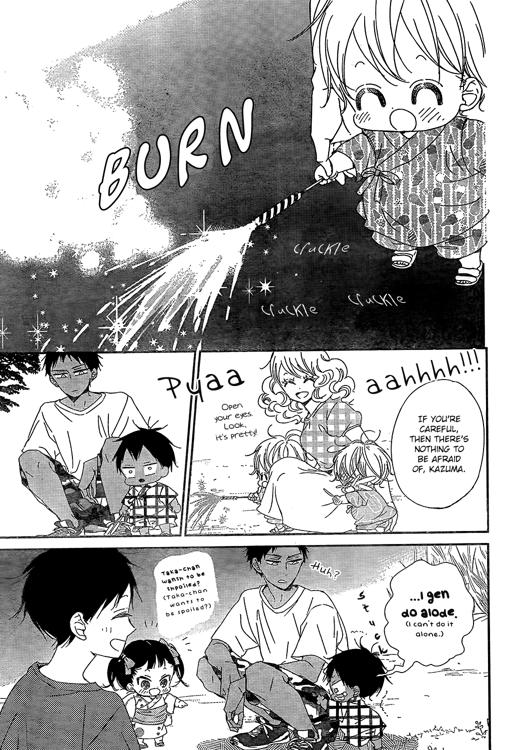 BURN
crackle
crackle
crackle
Pyaa
aahhhh!!!
Open
your eyes.
Look,
it's pretty!
IF YOU'RE
CAREFUL,
THEN THERE'S
NOTHING TO
BE AFRAID
OF, KAZUMA.
Taka-chan
wanth to be
thpoiled?
(Taka-chan
wants to
be spoiled?)
Huh?
stuck
...I gen
do alode.
(I can't do it
alone.)